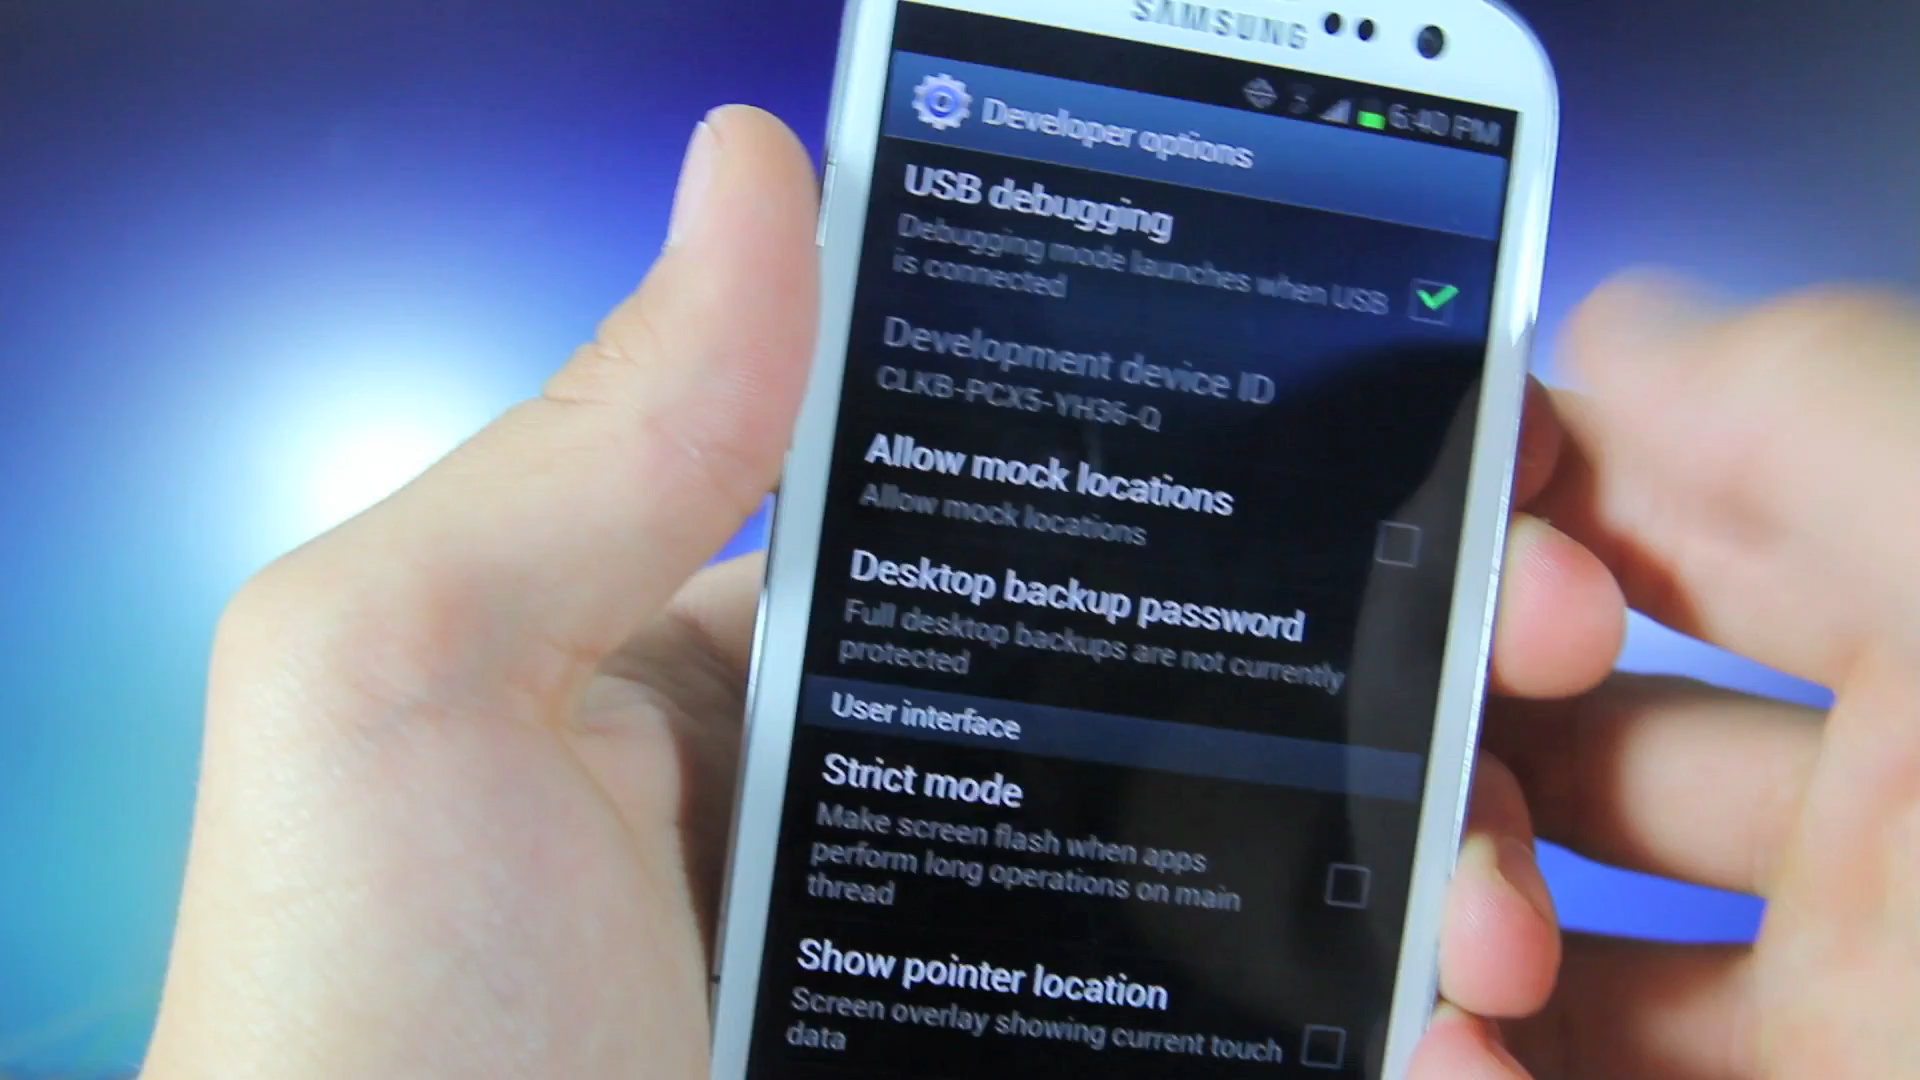 SAMSUNG
6:40 PM
Developer options
USB debugging
Debugging mode launches when USB
is connected
Development device ID
CLKB-PCX5-YH36-Q
Allow mock locations
Allow mock locations
Desktop backup password
Full desktop backups are not currently
protected
User interface
Strict mode
Make screen flash when apps
perform long operations on main
thread
Show pointer location
Screen overlay showing current touch
data